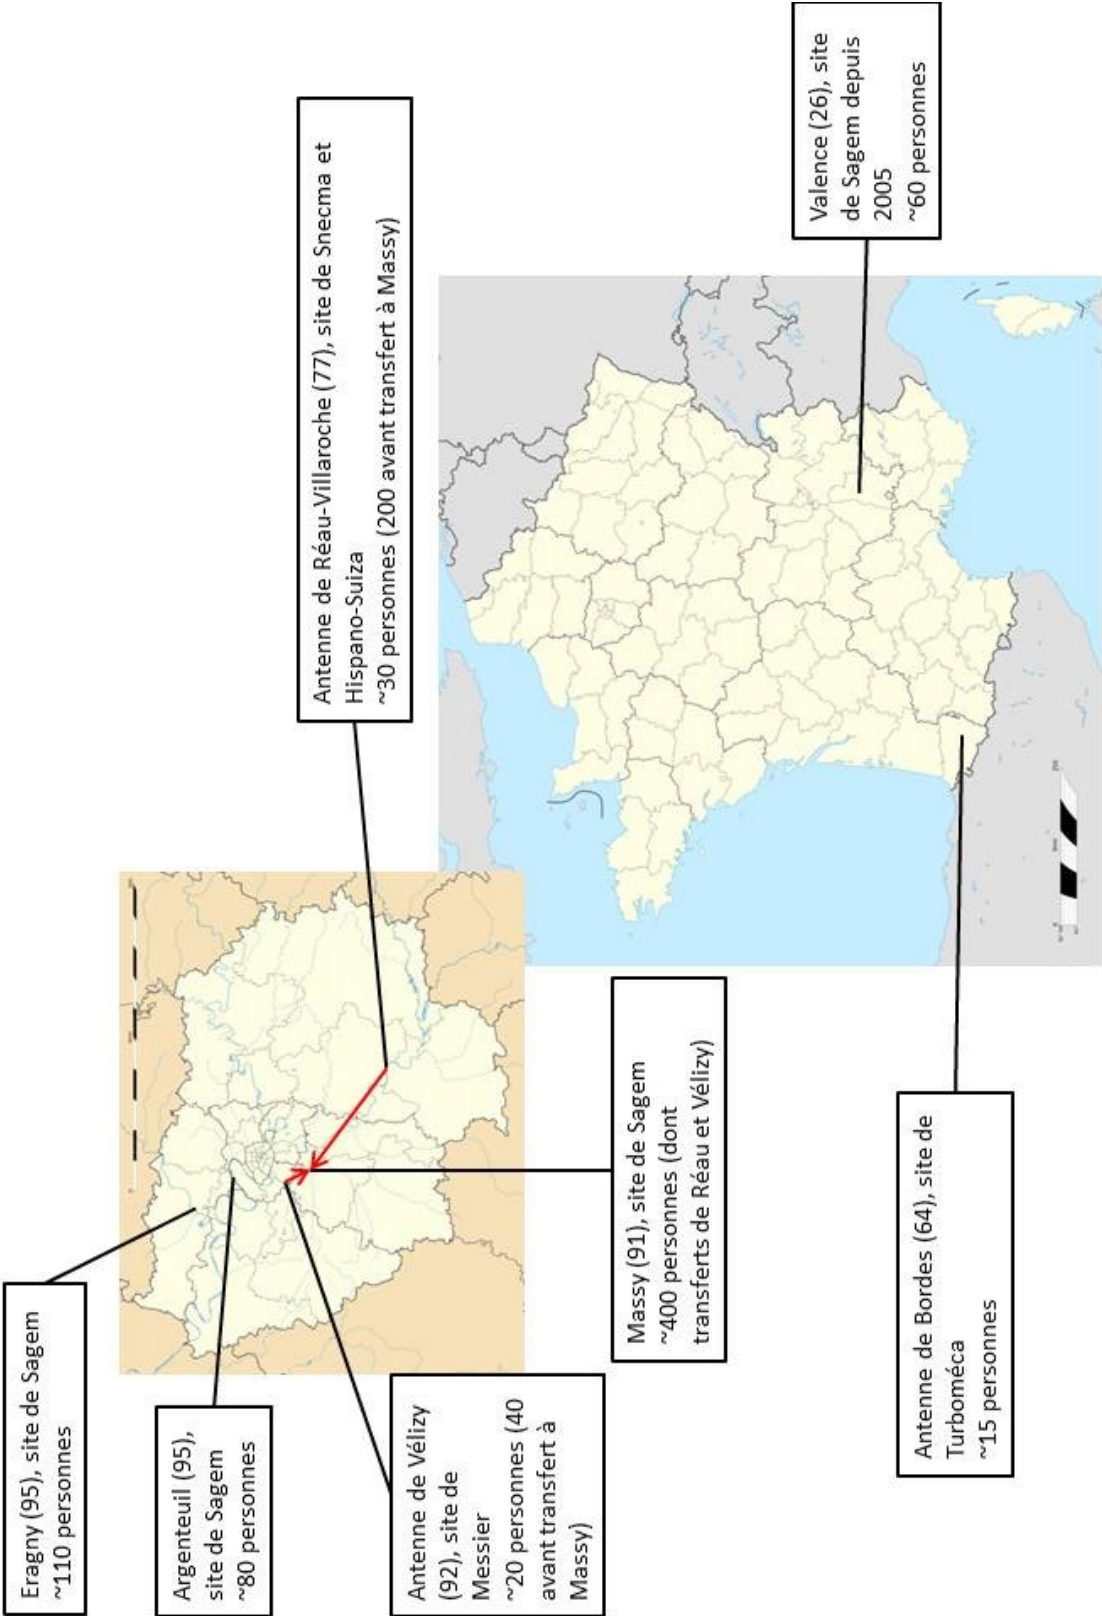 Eragny (95), site de Sagem
~110 personnes
Argenteuil (95),
site de Sagem
~80 personnes
Antenne de Vélizy
(92), site de
Messier
~20 personnes (40
avant transfert à
Massy)
Antenne de Réau-Villaroche (77), site de Snecma et
Hispano-Suiza
~30 personnes (200 avant transfert à Massy)
Massy (91), site de Sagem
~400 personnes (dont
transferts de Réau et Vélizy)
Valence (26), site
de Sagem depuis
2005
~60 personnes
Antenne de Bordes (64), site de
Turboméca
~15 personnes